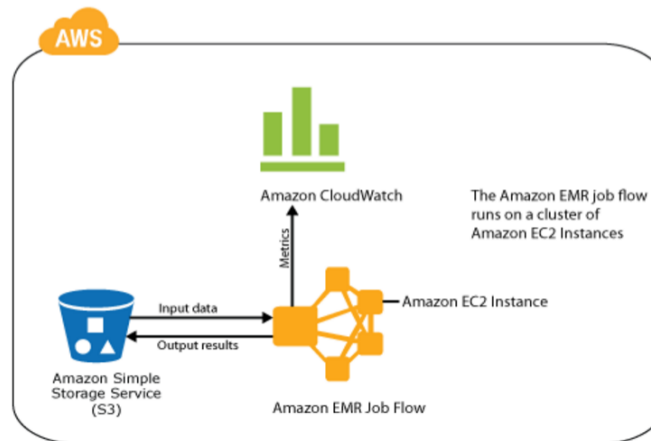 AWS
Amazon CloudWatch
The Amazon EMR job flow
runs on a cluster of
Amazon EC2 Instances
Metrics
Amazon EC2 Instance
Input data
Output results
Amazon Simple
Storage Service
(S3)
Amazon EMR Job Flow